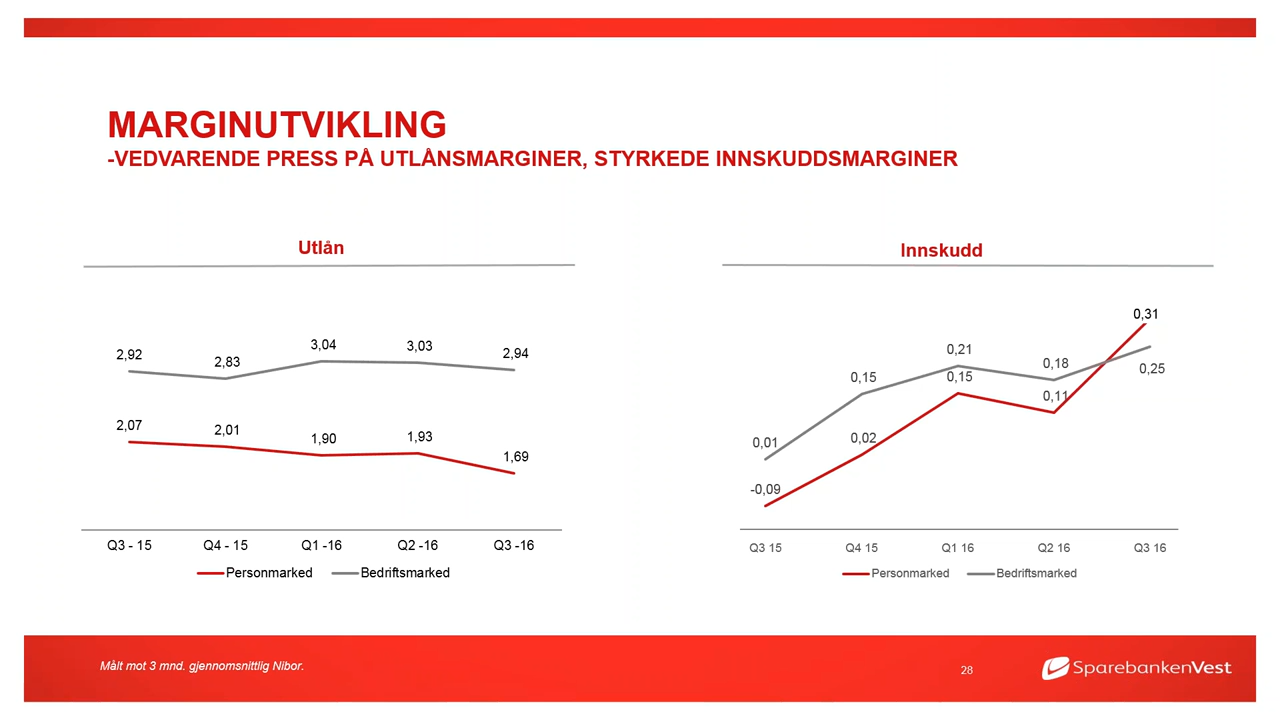 MARGINUTVIKLING
-VEDVARENDE PRESS PÅ UTLÅNSMARGINER, STYRKEDE INNSKUDDSMARGINER
Utlån
2,92
2,83
3,04
3,03
2,94
2,07
2,01
1,90
1,93
1,69
Q3 - 15
Q4 - 15
Q1 -16
Q2 -16
Q3 -16
Personmarked
Bedriftsmarked
Innskudd
0,31
0,21
0,18
0,25
0,15
0,15
0,11
0,01
0,02
-0,09
Q3 15
Q4 15
Q1 16
Q2 16
Q3 16
Personmarked
Bedriftsmarked
Målt mot 3 mnd. gjennomsnittlig Nibor.
28
SparebankenVest